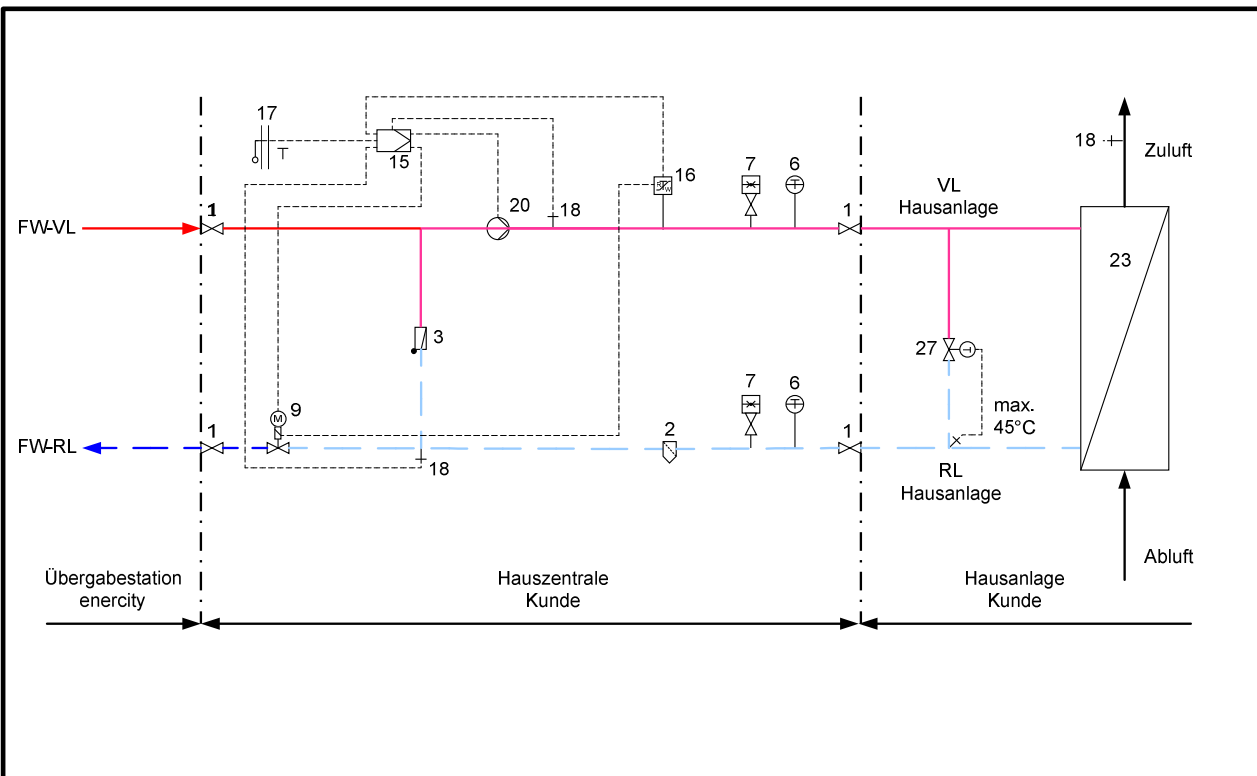 17
T
15
18
Zuluft
16
7
6
20
18
VL
Hausanlage
FW-VL
1
1
23
3
27
T
max.
45°C
9
M
7
6
FW-RL
1
2
1
18
RL
Hausanlage
Abluft
Übergabestation
enercity
Hauszentrale
Kunde
Hausanlage
Kunde